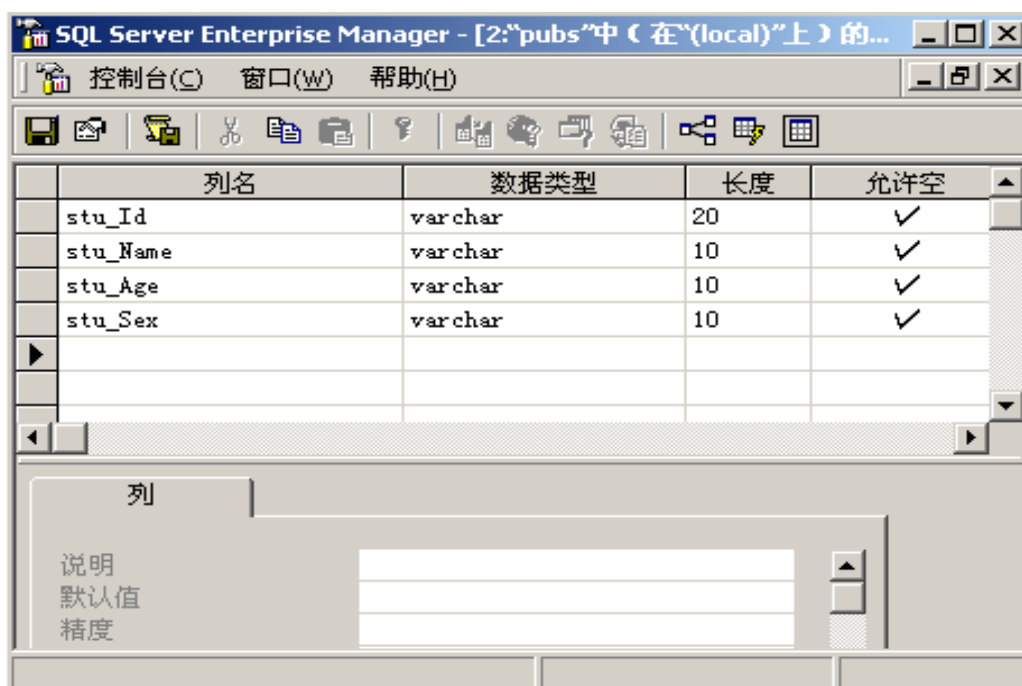 SQL Server Enterprise Manager - [2:“pubs”中（在“(local)”上）的...
控制台(C) 窗口(W) 帮助(H)
列名 数据类型 长度 允许空
stu_Id varchar 20
stu_Name varchar 10
stu_Age varchar 10
stu_Sex varchar 10
列
说明
默认值
精度